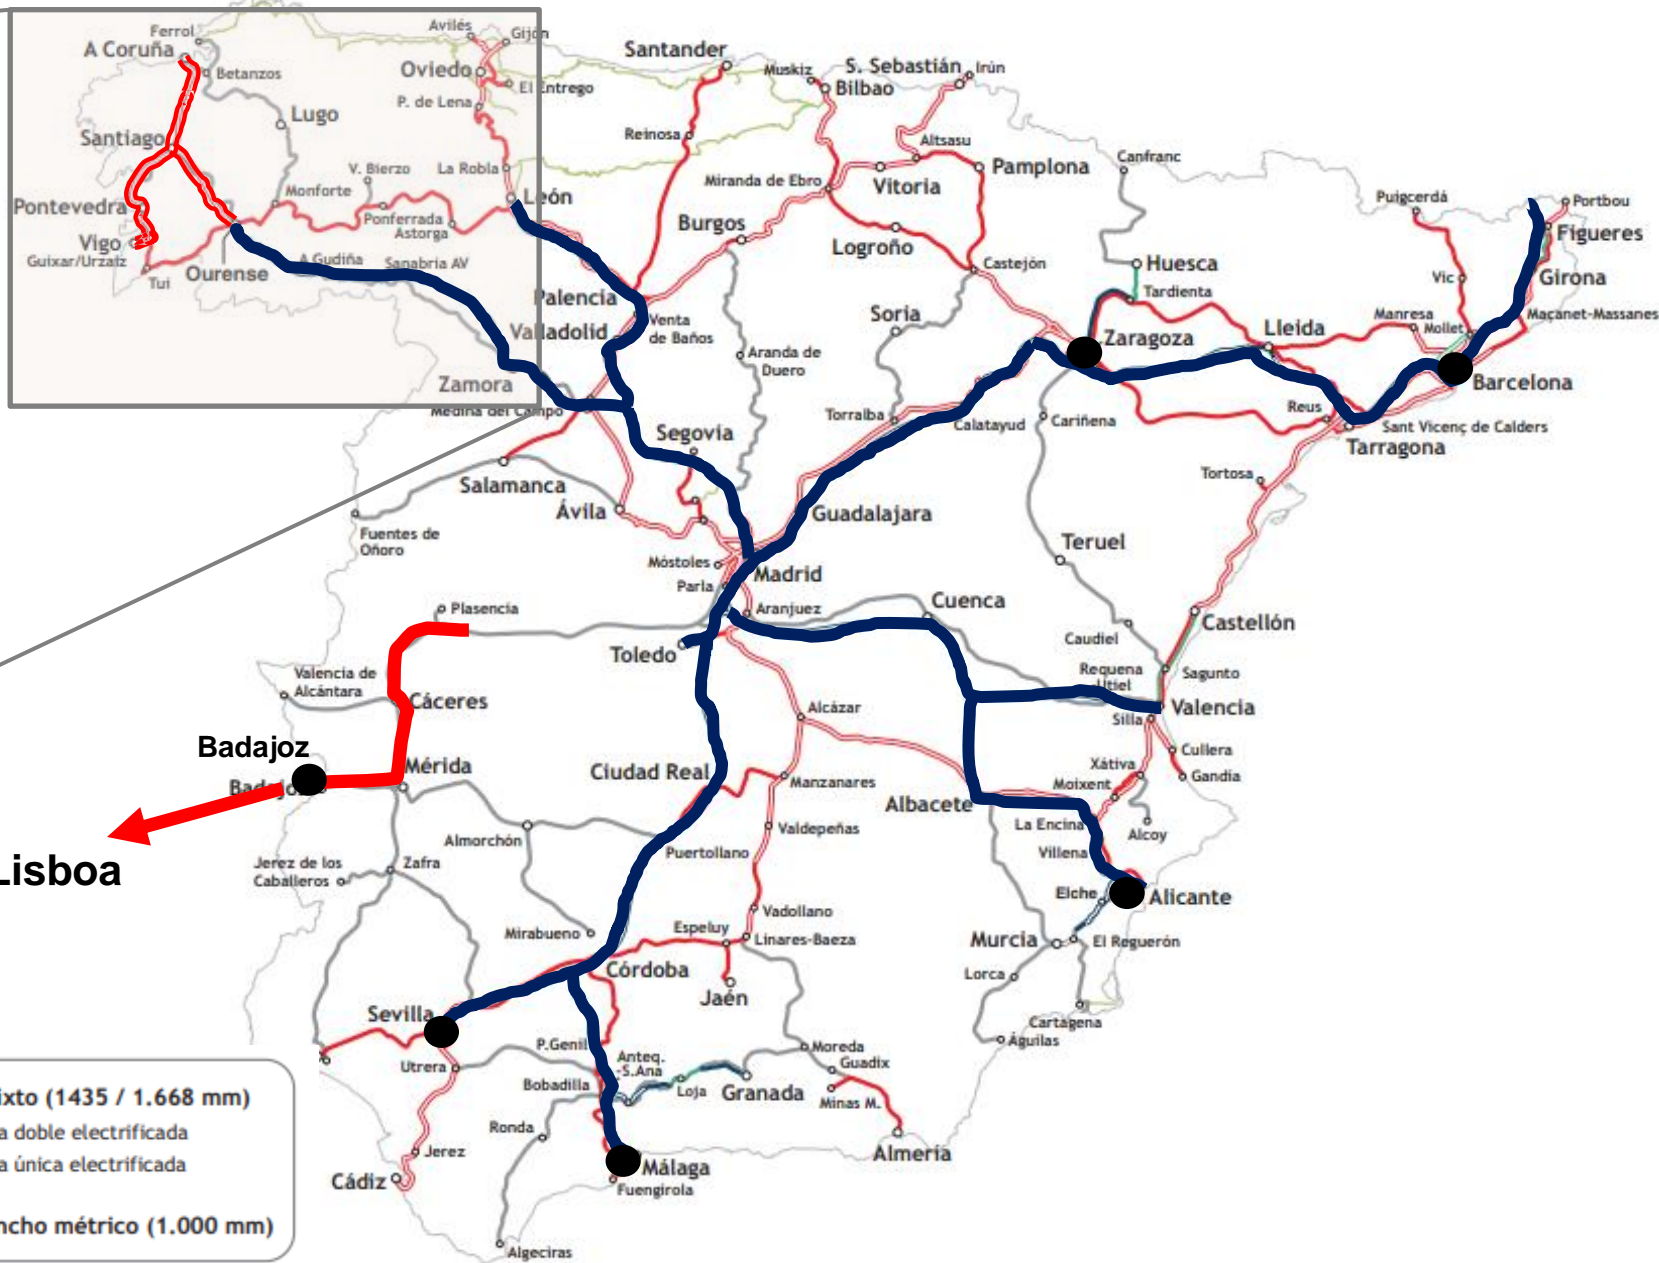 Ferrol
A Coruña
Betanzos
Avilés
Gijón
Oviedo
El Entrego
P. de Lena
Lugo
Santiago
V. Bierzo
La Robla
Monforte
León
Pontevedra
Ponferrada
Astorga
Vigo
Guixar/Urzaiz
Tui
Ourense
A Gudiña
Sanabria AV
Zamora
Medina del Campo
Santander
Reinosa
Muskiz
Bilbao
S. Sebastián
Irún
Altsasu
Miranda de Ebro
Vitoria
Pamplona
Burgos
Logroño
Castejón
Canfranc
Puigcerdá
Portbou
Figueres
Girona
Huesca
Tardienta
Vic
Manresa
Mollet
Maçanet-Massanes
Palencia
Valladolid
Venta
de Baños
Soria
Zaragoza
Lleida
Barcelona
Aranda de
Duero
Torralba
Calatayud
Cariñena
Reus
Sant Vicenç de Calders
Tarragona
Segovia
Salamanca
Ávila
Guadalajara
Tortosa
Fuentes de
Oñoro
Teruel
Móstoles
Madrid
Parla
Aranjuez
Cuenca
Plasencia
Castellón
Caudiel
Toledo
Requena
Utiel
Sagunto
Valencia de
Alcántara
Cáceres
Alcázar
Valencia
Silla
Badajoz
Badajoz
Mérida
Ciudad Real
Manzanares
Cullera
Xátiva
Gandia
Moixent
Albacete
La Encina
Alcoy
Almorchón
Valdepeñas
Puertollano
Villena
Lisboa
Jerez de los
Caballeros
Zafra
Elche
Alicante
Mirabueno
Espeluy
Vadollano
Linares-Baeza
Murcia
El Reguerón
Córdoba
Jaén
Lorca
Sevilla
Cartagena
Águilas
P.Genil
Anteq.
-S.Ana
Moreda
Guadix
Utrera
Bobadilla
Loja
Granada
Minas M.
Ronda
Jerez
Almería
Cádiz
Málaga
Fuengirola
Algeciras
ixto (1435 / 1.668 mm)
a doble electrificada
a única electrificada
ncho métrico (1.000 mm)